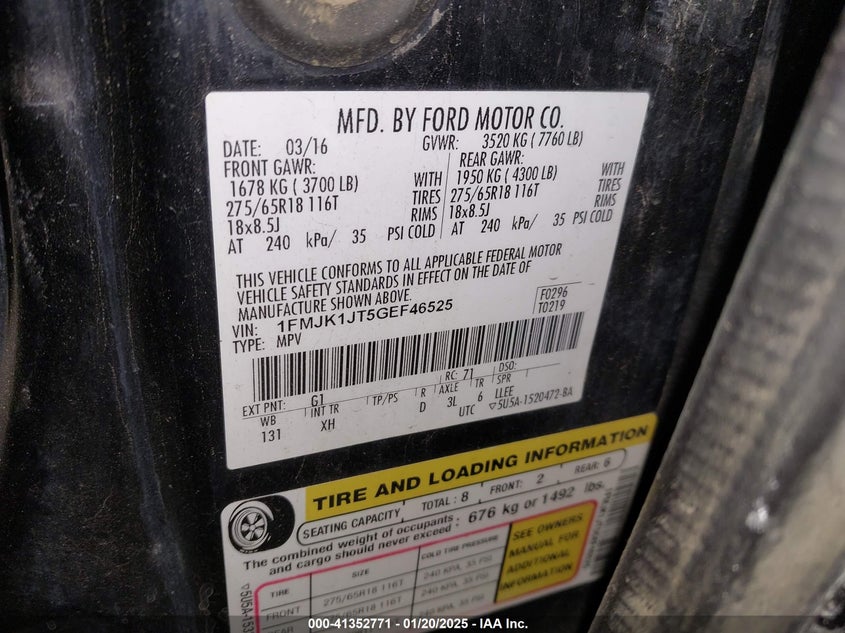 MFD. BY FORD MOTOR CO.
DATE: 03/16 GVWR: 3520 KG ( 7760 LB)
FRONT GAWR: REAR GAWR:
1678 KG ( 3700 LB) WITH 1950 KG ( 4300 LB) WITH
275/65R18 116T TIRES 275/65R18 116T TIRES
18x8.5J RIMS 18x8.5J RIMS
AT 240 kPa/ 35 PSI COLD AT 240 kPa/ 35 PSI COLD
THIS VEHICLE CONFORMS TO ALL APPLICABLE FEDERAL MOTOR
VEHICLE SAFETY STANDARDS IN EFFECT ON THE DATE OF
MANUFACTURE SHOWN ABOVE.
VIN: 1FMJK1JT5GEF46525 F0296
TYPE: MPV T0219
EXT PNT: G1 RC: 71 DSO:
WB INT TR TP/PS R AXLE TR SPR
131 XH D 3L 6 LLEE
UTC ▽5U5A-1520472-BA
TIRE AND LOADING INFORMATION
SEATING CAPACITY TOTAL: 8 FRONT: 2 REAR: 6
The combined weight of occupants and cargo should never exceed: 676 kg or 1492 lbs.
TIRE SIZE COLD TIRE PRESSURE
FRONT 275/65R18 116T 240 KPA, 35 PSI
SEE OWNERS
MANUAL FOR
ADDITIONAL
INFORMATION
000-41352771 - 01/20/2025 - IAA Inc.